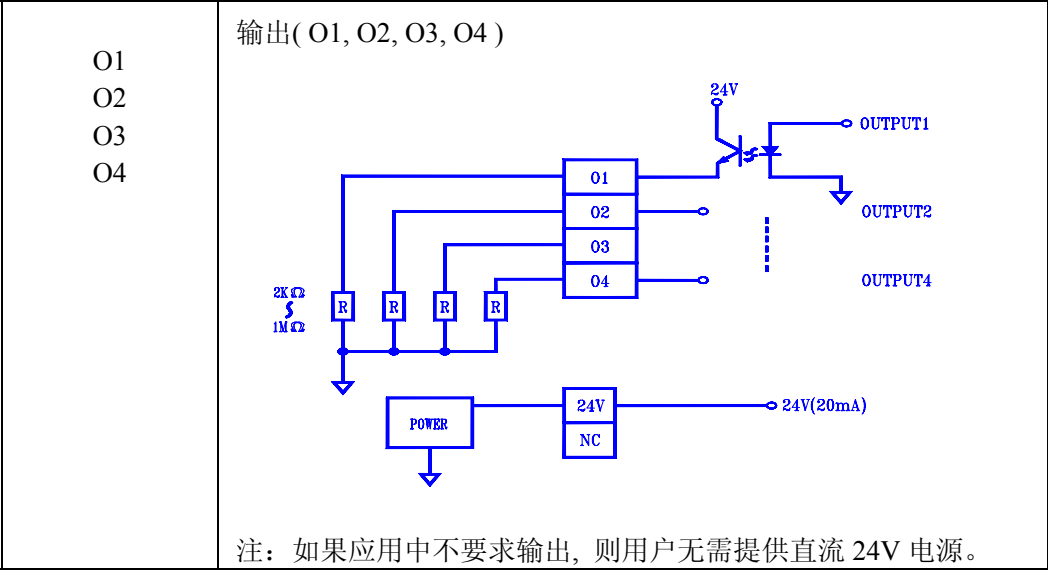 O1
O2
O3
O4
输出( O1, O2, O3, O4 )
24V
OUTPUT1
O1
O2
OUTPUT2
O3
O4
OUTPUT4
2KΩ
1MΩ
R
R
R
R
24V
24V(20mA)
POWER
NC
注：如果应用中不要求输出, 则用户无需提供直流 24V 电源。